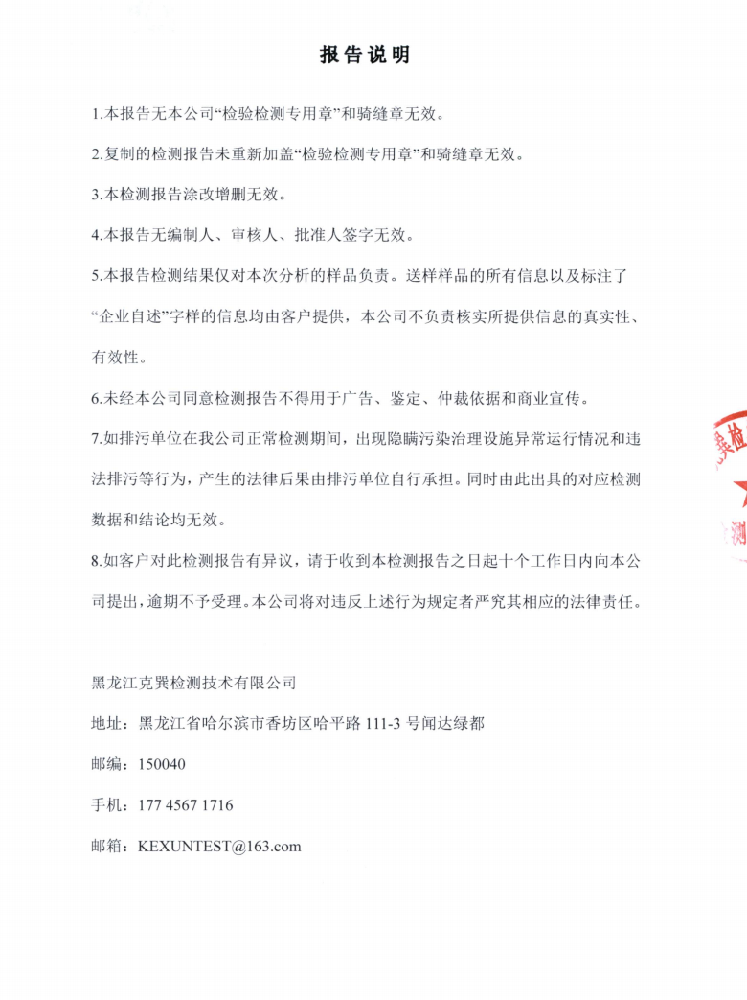 报告说明
1.本报告无本公司“检验检测专用章”和骑缝章无效。
2.复制的检测报告未重新加盖“检验检测专用章”和骑缝章无效。
3.本检测报告涂改增删无效。
4.本报告无编制人、审核人、批准人签字无效。
5.本报告检测结果仅对本次分析的样品负责。送样样品的所有信息以及标注了
“企业自述”字样的信息均由客户提供，本公司不负责核实所提供信息的真实性、
有效性。
6.未经本公司同意检测报告不得用于广告、鉴定、仲裁依据和商业宣传。
7.如排污单位在我公司正常检测期间，出现隐瞒污染治理设施异常运行情况和违
法排污等行为，产生的法律后果由排污单位自行承担。同时由此出具的对应检测
数据和结论均无效。
8.如客户对此检测报告有异议，请于收到本检测报告之日起十个工作日内向本公
司提出，逾期不予受理。本公司将对违反上述行为规定者严究其相应的法律责任。
巽检
测
黑龙江克巽检测技术有限公司
地址：黑龙江省哈尔滨市香坊区哈平路 111-3 号闻达绿都
邮编：150040
手机：177 4567 1716
邮箱：KEXUNTEST@163.com